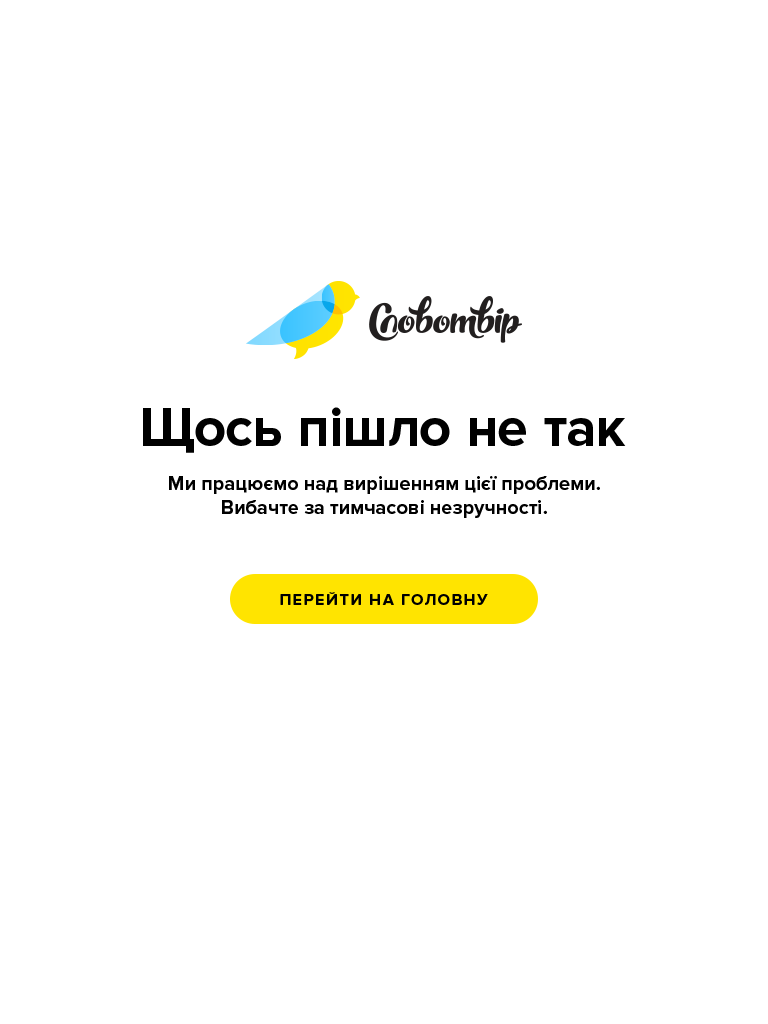 Словотвір
Щось пішло не так
Ми працюємо над вирішенням цієї проблеми.
Вибачте за тимчасові незручності.
ПЕРЕЙТИ НА ГОЛОВНУ